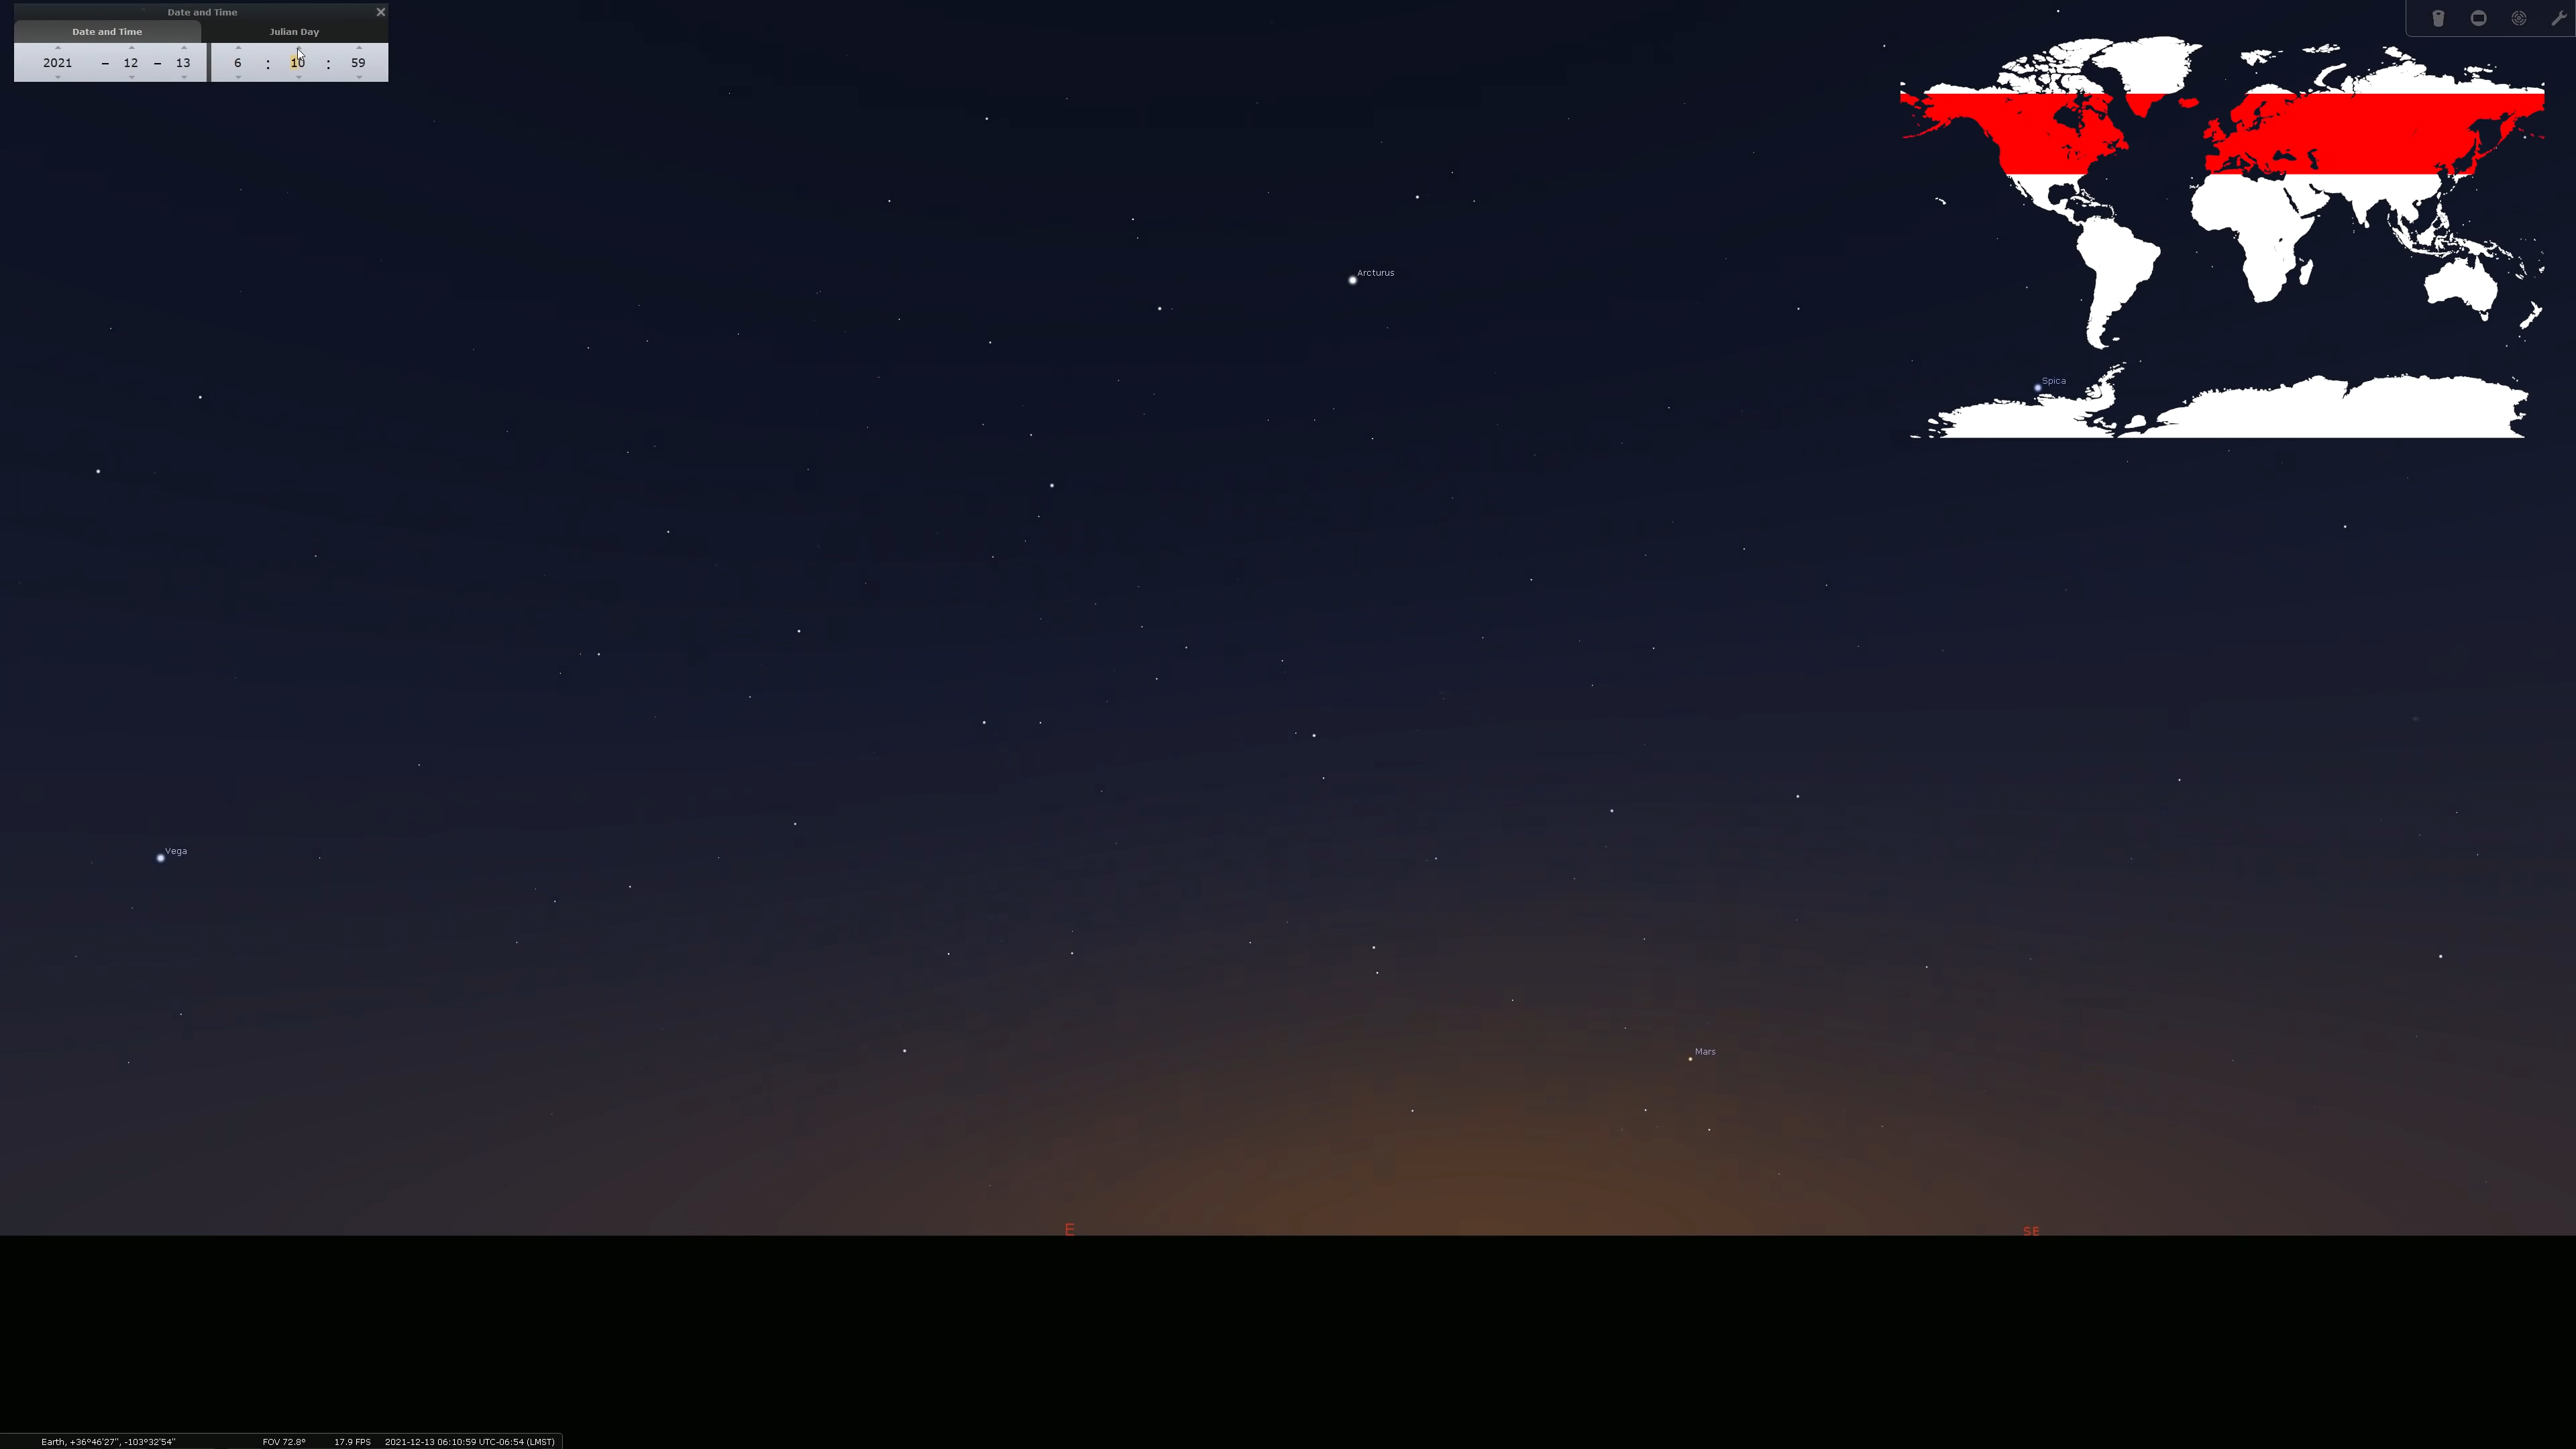 Date and Time
Date and Time Julian Day
2021 – 12 – 13 6 : 10 : 59
Arcturus
Spica
Vega
Mars
E
SE
Earth, +36°46'27", -103°32'54" FOV 72.8° 17.9 FPS 2021-12-13 06:10:59 UTC-06:54 (LMST)